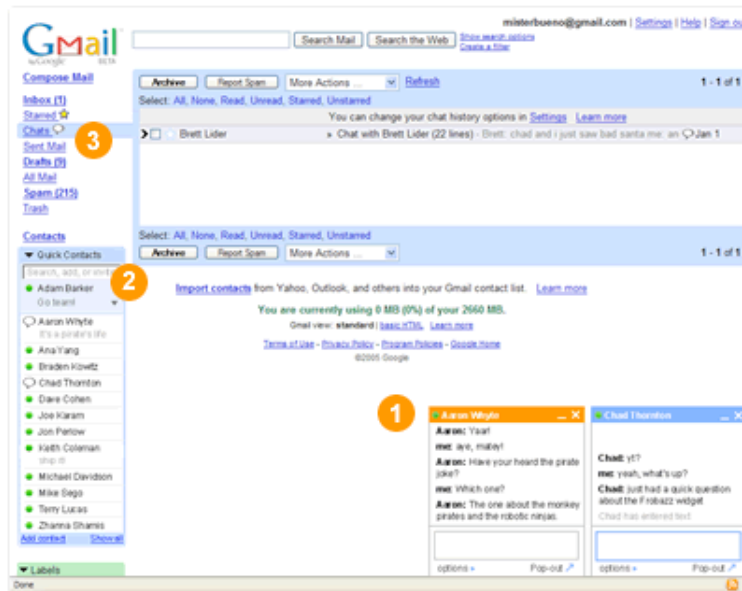 misterbueno@gmail.com | Settings | Help | Sign ou
Gmail
by Google BETA
Search Mail Search the Web Show search options
Create a filter
Compose Mail
Inbox (1)
Starred
Chats
Sent Mail
Drafts (9)
All Mail
Spam (215)
Trash
Contacts
Archive Report Spam More Actions ... Refresh 1 - 1 of 1
Select: All, None, Read, Unread, Starred, Unstarred
You can change your chat history options in Settings Learn more
Brett Lider » Chat with Brett Lider (22 lines) - Brett: chad and i just saw bad santa me: an Jan 1
3
Select: All, None, Read, Unread, Starred, Unstarred
Archive Report Spam More Actions ... 1 - 1 of 1
Quick Contacts
Search, add, or invite
2
Adam Barker
Go team!
Aaron Whyte
it's a pirate's life
Ana Yang
Braden Kowitz
Chad Thornton
Dave Cohen
Joe Karam
Jon Perlow
Keith Coleman
ship it!
Michael Davidson
Mike Sego
Terry Lucas
Zhanna Shamis
Add contact Show all
Labels
Import contacts from Yahoo, Outlook, and others into your Gmail contact list. Learn more
You are currently using 0 MB (0%) of your 2660 MB.
Gmail view: standard | basic HTML Learn more
Terms of Use - Privacy Policy - Program Policies - Google Home
©2005 Google
1
Aaron Whyte
Aaron: Yaar!
me: aye, matey!
Aaron: Have your heard the pirate
joke?
me: Which one?
Aaron: The one about the monkey
pirates and the robotic ninjas.
options Pop-out
Chad Thornton
Chad: yt?
me: yeah, what's up?
Chad: just had a quick question
about the Frobazz widget
Chad has entered text
options Pop-out
Done